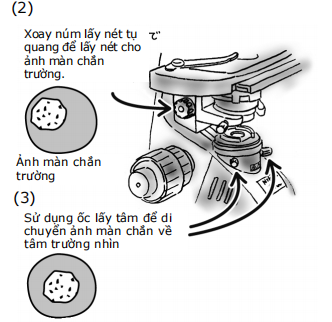 (2)
Xoay núm lấy nét tụ で
quang để lấy nét cho
ảnh màn chắn
trường.
Ảnh màn chắn
trường
(3)
Sử dụng ốc lấy tâm để di
chuyển ảnh màn chắn về
tâm trường nhìn